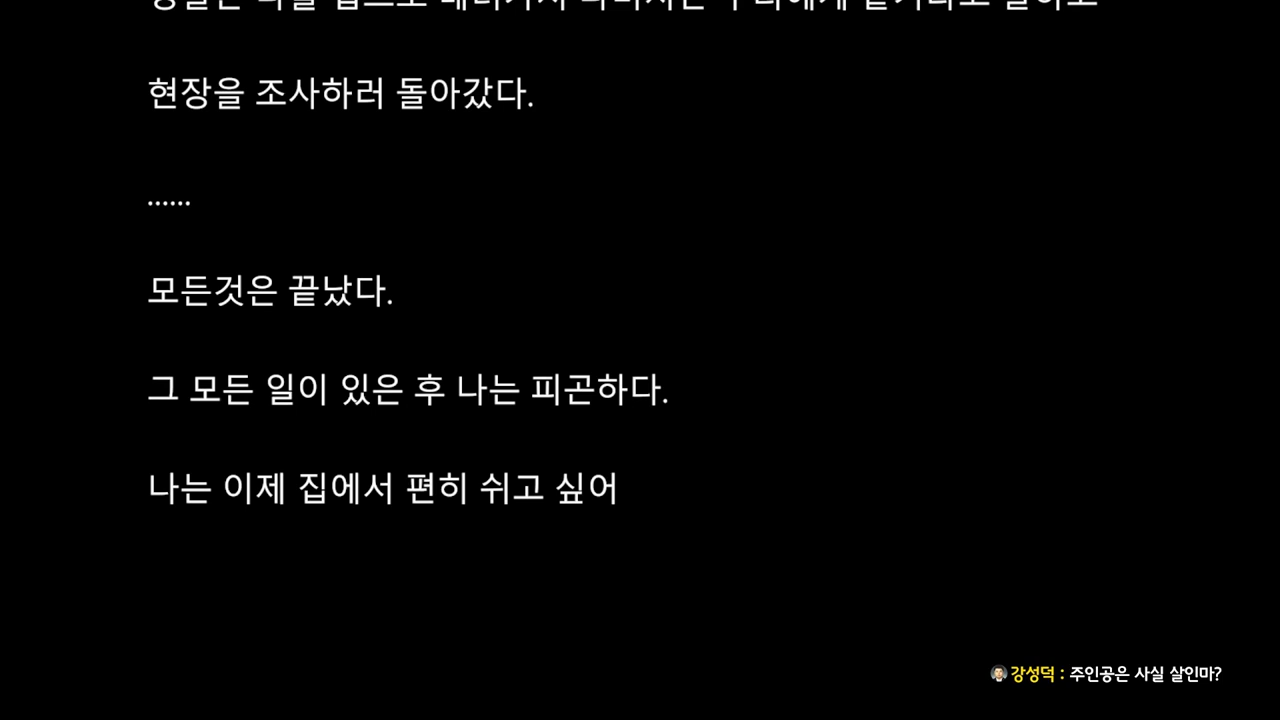 현장을 조사하러 돌아갔다.
......
모든것은 끝났다.
그 모든 일이 있은 후 나는 피곤하다.
나는 이제 집에서 편히 쉬고 싶어
강성덕 : 주인공은 사실 살인마?